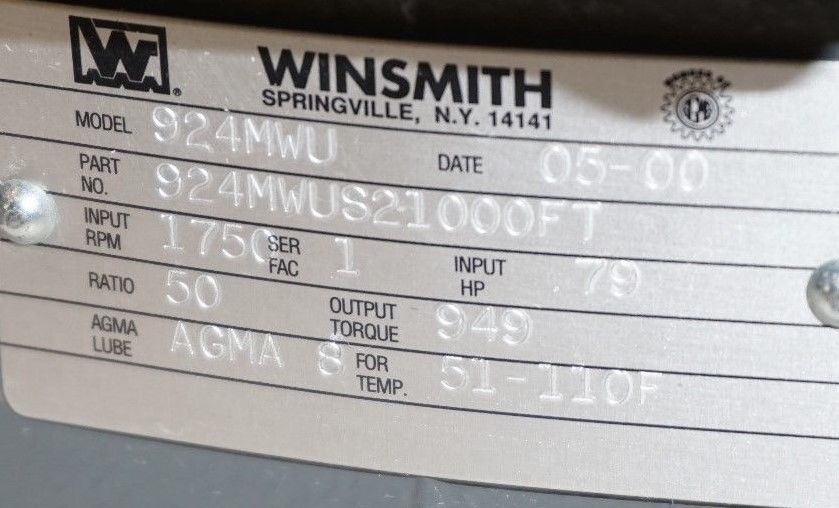 W
WINSMITH
SPRINGVILLE, N.Y. 14141
MODEL 924MWU DATE 05-00
PART NO. 924MWUS21000FT
INPUT RPM 1750 SER FAC 1 INPUT HP 79
RATIO 50 OUTPUT TORQUE 949
AGMA LUBE AGMA 8 FOR TEMP. 51-110F